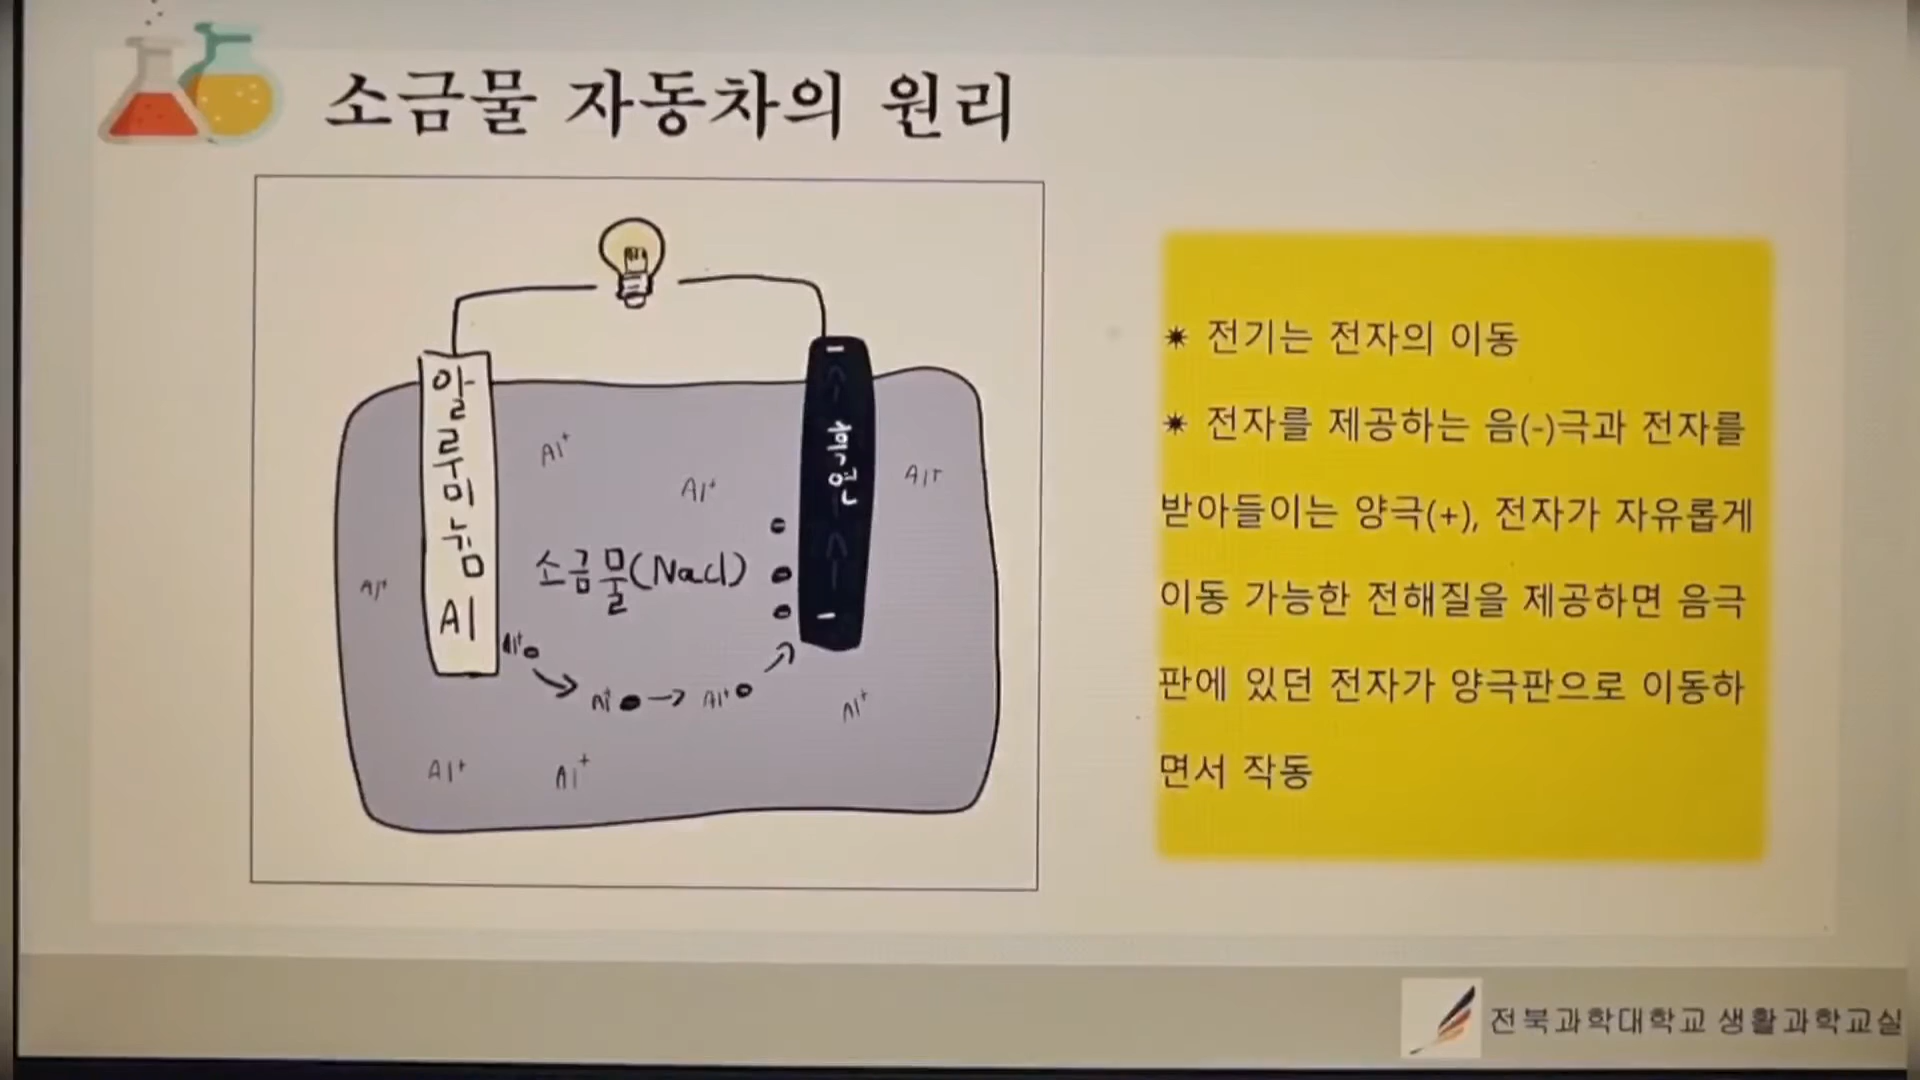 소금물 자동차의 원리
알루미늄
Al
흑연
Al⁺
Al⁺
Al⁺
Al⁺
소금물(Nacl)
Al⁺
Al⁺
Al⁺
Al⁺
Al⁺
Al⁺
✷ 전기는 전자의 이동
✷ 전자를 제공하는 음(-)극과 전자를
받아들이는 양극(+), 전자가 자유롭게
이동 가능한 전해질을 제공하면 음극
판에 있던 전자가 양극판으로 이동하
면서 작동
전북과학대학교 생활과학교실